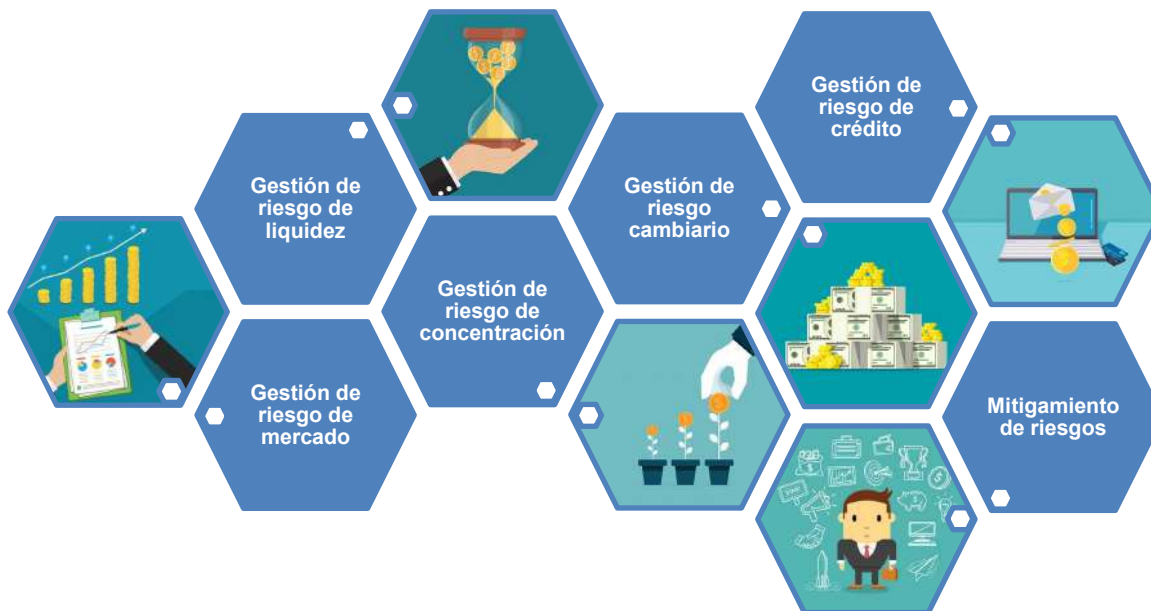 Gestión de
riesgo de
liquidez
Gestión de
riesgo de
mercado
Gestión de
riesgo de
concentración
Gestión de
riesgo
cambiario
Gestión de
riesgo de
crédito
Mitigamiento
de riesgos